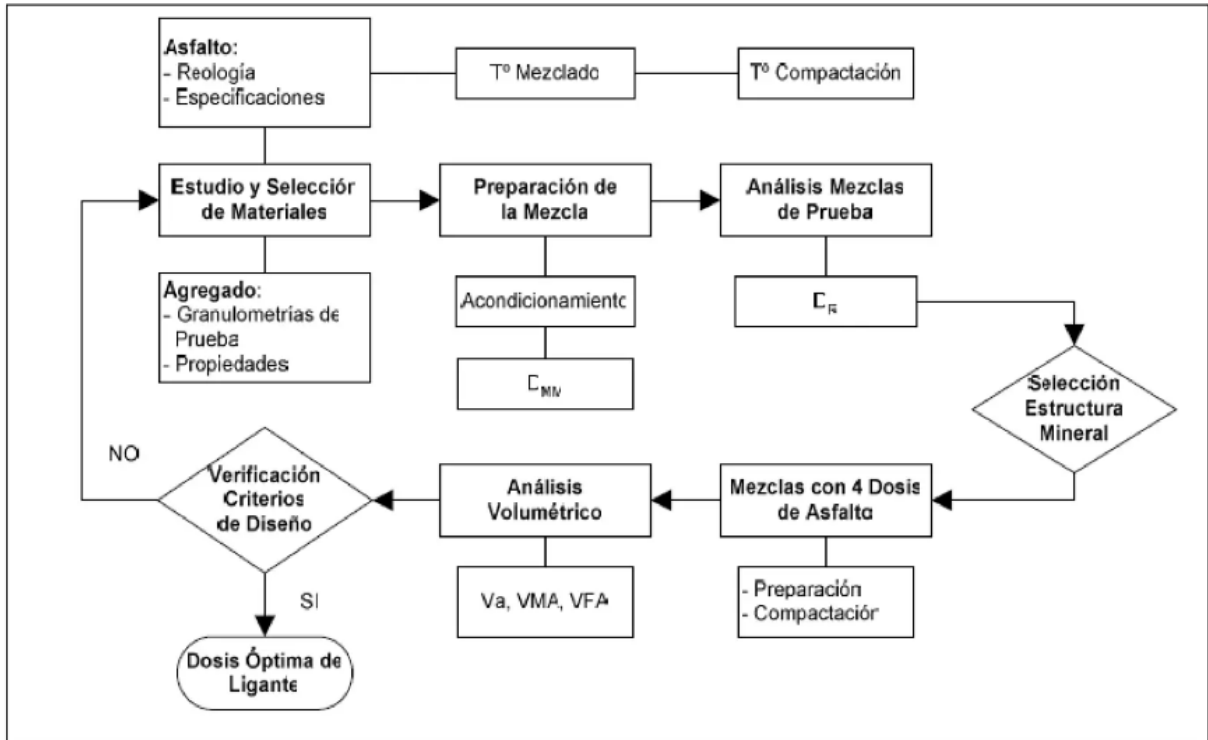 Asfalto:
- Reología
- Especificaciones
Tº Mezclado
Tº Compactación
Estudio y Selección
de Materiales
Preparación de
la Mezcla
Análisis Mezclas
de Prueba
Agregado:
- Granulometrías de
Prueba
- Propiedades
Acondicionamiento
D_MM
Selección
Estructura
Mineral
NO
Verificación
Criterios
de Diseño
Análisis
Volumétrico
Mezclas con 4 Dosis
de Asfalto
SI
Va, VMA, VFA
- Preparación
- Compactación
Dosis Óptima de
Ligante